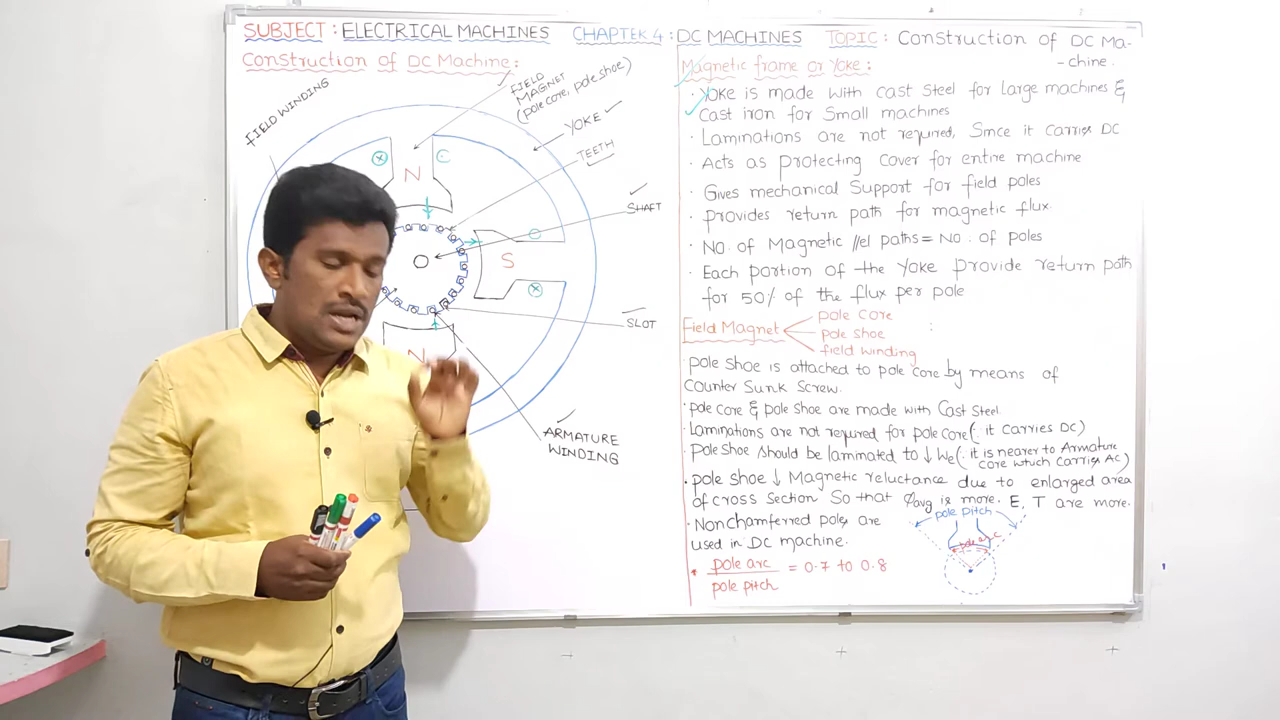 SUBJECT : ELECTRICAL MACHINES CHAPTER 4 : DC MACHINES TOPIC : Construction of DC Ma-
- chine.
Construction of DC Machine :
FIELD WINDING
FIELD
MAGNET
(pole core, pole shoe)
YOKE
TEETH
SHAFT
SLOT
ARMATURE
WINDING
N
S
N
Magnetic frame or Yoke :
· Yoke is made with cast Steel for large machines &
Cast iron for Small machines
· Laminations are not required, Since it carries DC
· Acts as protecting cover for entire machine
· Gives mechanical Support for field poles
· provides return path for magnetic flux
· No. of Magnetic //el paths = No. of poles
· Each portion of the Yoke provide return path
for 50% of the flux per pole
Field Magnet
pole core
pole shoe
field winding
pole shoe is attached to pole core by means of
Counter Sunk Screw.
· pole core & pole shoe are made with Cast Steel.
· Laminations are not required for pole core (∵ it Carries DC)
· pole shoe should be laminated to ↓ We (∵ it is nearer to Armature
core which carries AC)
· pole shoe ↓ Magnetic reluctance due to enlarged area
of cross section So that φavg is more. E, T are more.
· Non chamferred poles are
used in DC machine.
pole pitch
pole arc
· pole arc / pole pitch = 0.7 to 0.8